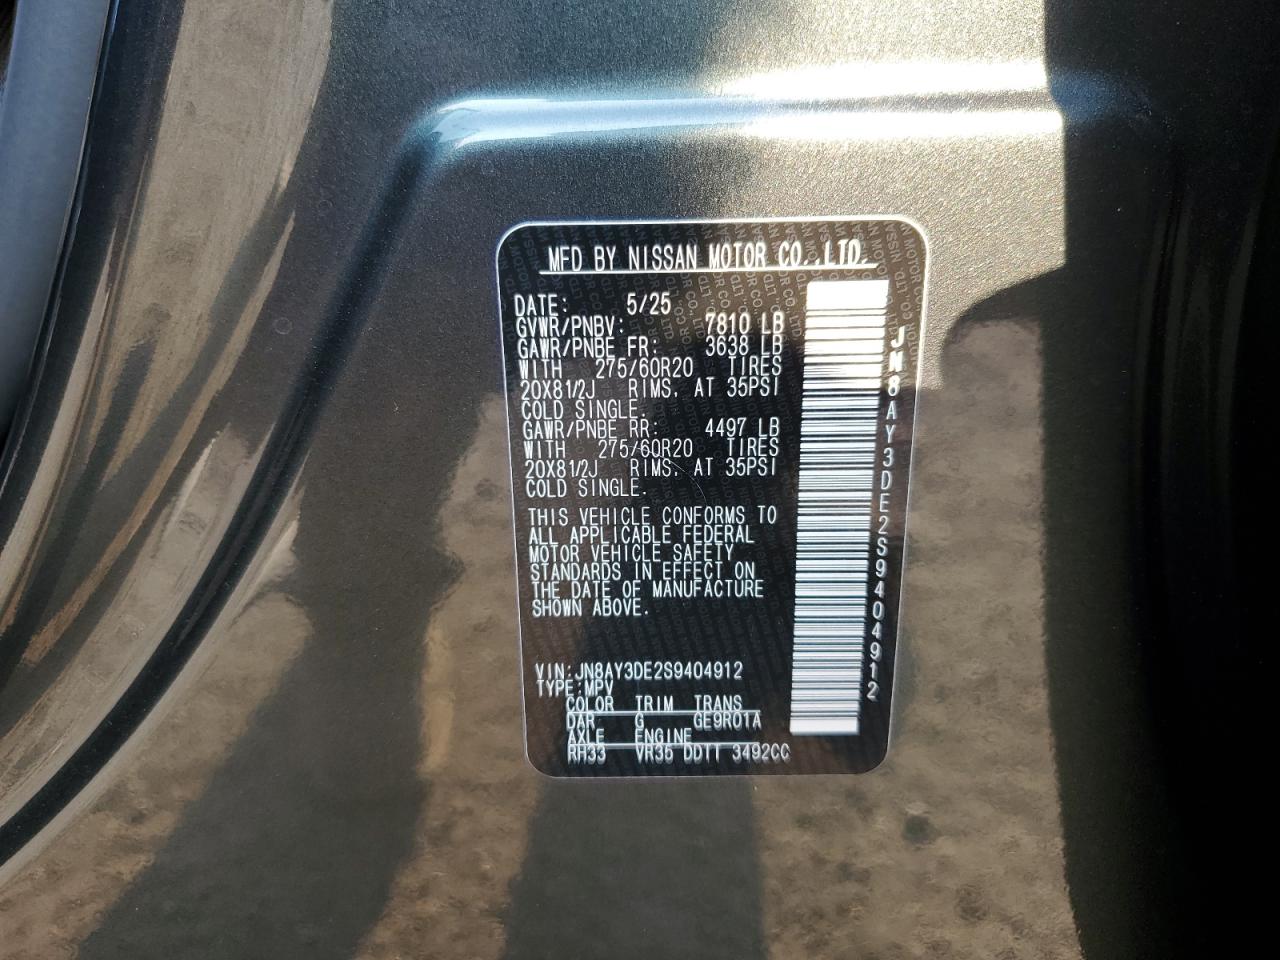 MFD BY NISSAN MOTOR CO.,LTD.
DATE: 5/25
GVWR/PNBV: 7810 LB
GAWR/PNBE FR: 3638 LB
WITH 275/60R20 TIRES
20X81/2J RIMS, AT 35PSI
COLD SINGLE.
GAWR/PNBE RR: 4497 LB
WITH 275/60R20 TIRES
20X81/2J RIMS, AT 35PSI
COLD SINGLE.
THIS VEHICLE CONFORMS TO
ALL APPLICABLE FEDERAL
MOTOR VEHICLE SAFETY
STANDARDS IN EFFECT ON
THE DATE OF MANUFACTURE
SHOWN ABOVE.
VIN:JN8AY3DE2S9404912
TYPE:MPV
COLOR TRIM TRANS
DAR G GE9R01A
AXLE ENGINE
RH33 VR35 DDTT 3492CC
JN8AY3DE2S9404912